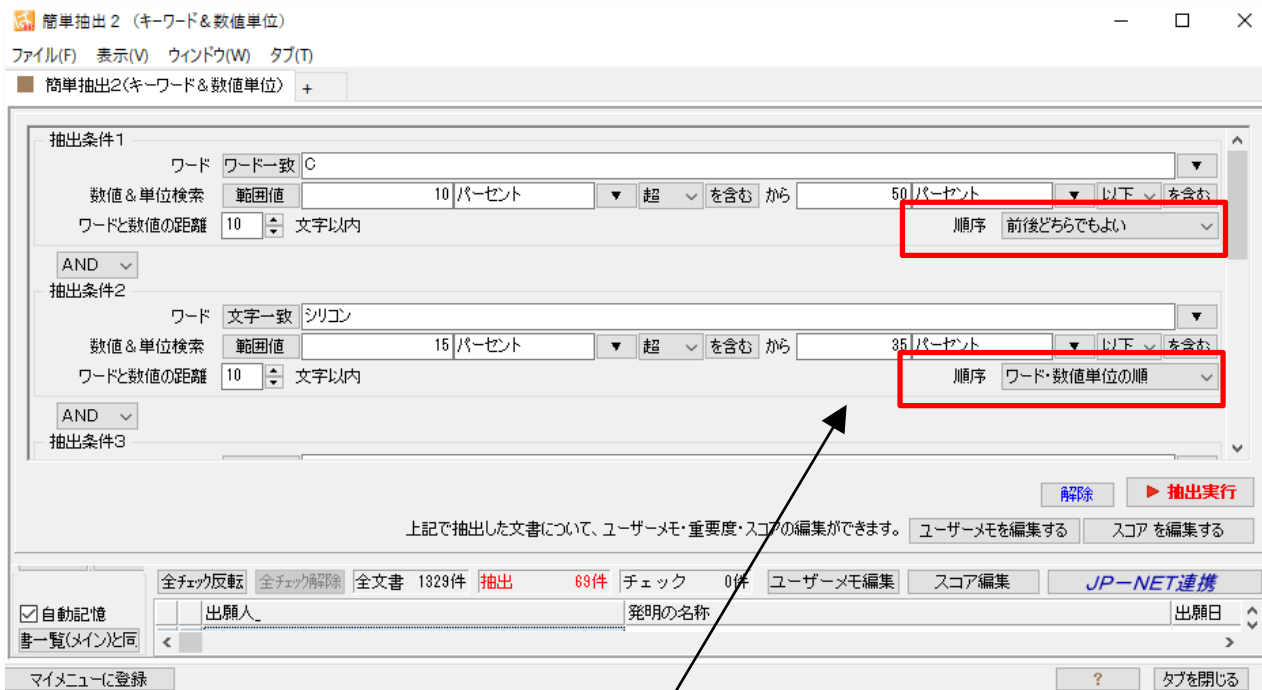 簡単抽出２（キーワード＆数値単位）
ファイル(F) 表示(V) ウィンドウ(W) タブ(T)
簡単抽出2(キーワード＆数値単位) +
抽出条件1
ワード ワード一致 C ▼
数値＆単位検索 範囲値 10 パーセント ▼ 超 を含む から 50 パーセント ▼ 以下 を含む
ワードと数値の距離 10 文字以内 順序 前後どちらでもよい
AND
抽出条件2
ワード 文字一致 シリコン ▼
数値＆単位検索 範囲値 15 パーセント ▼ 超 を含む から 35 パーセント ▼ 以下 を含む
ワードと数値の距離 10 文字以内 順序 ワード・数値単位の順
AND
抽出条件3
解除 ▶ 抽出実行
上記で抽出した文書について、ユーザーメモ・重要度・スコアの編集ができます。 ユーザーメモを編集する スコア を編集する
全チェック反転 全チェック解除 全文書 1329件 抽出 69件 チェック 0件 ユーザーメモ編集 スコア編集 JP－NET連携
自動記憶 出願人_ 発明の名称 出願日
書一覧(メイン)と同
マイメニューに登録 ? タブを閉じる